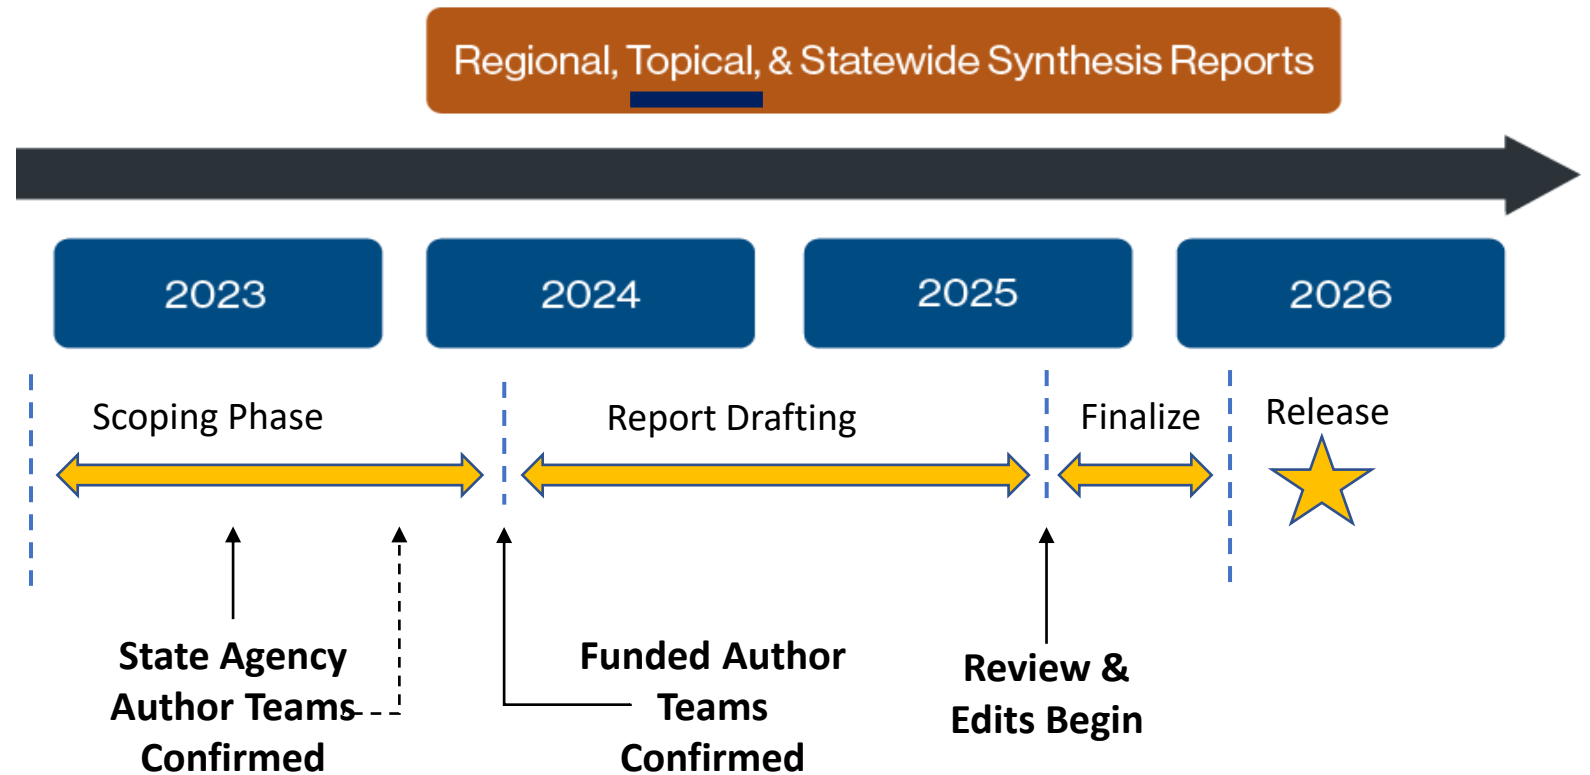 Regional, Topical, & Statewide Synthesis Reports
2023
2024
2025
2026
Scoping Phase
Report Drafting
Finalize
Release
State Agency
Author Teams
Confirmed
Funded Author
Teams
Confirmed
Review &
Edits Begin